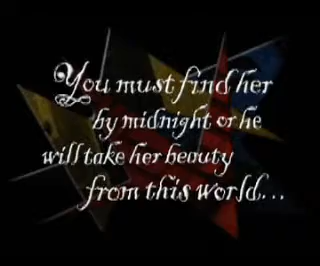 You must find her
by midnight or he
will take her beauty
from this world...